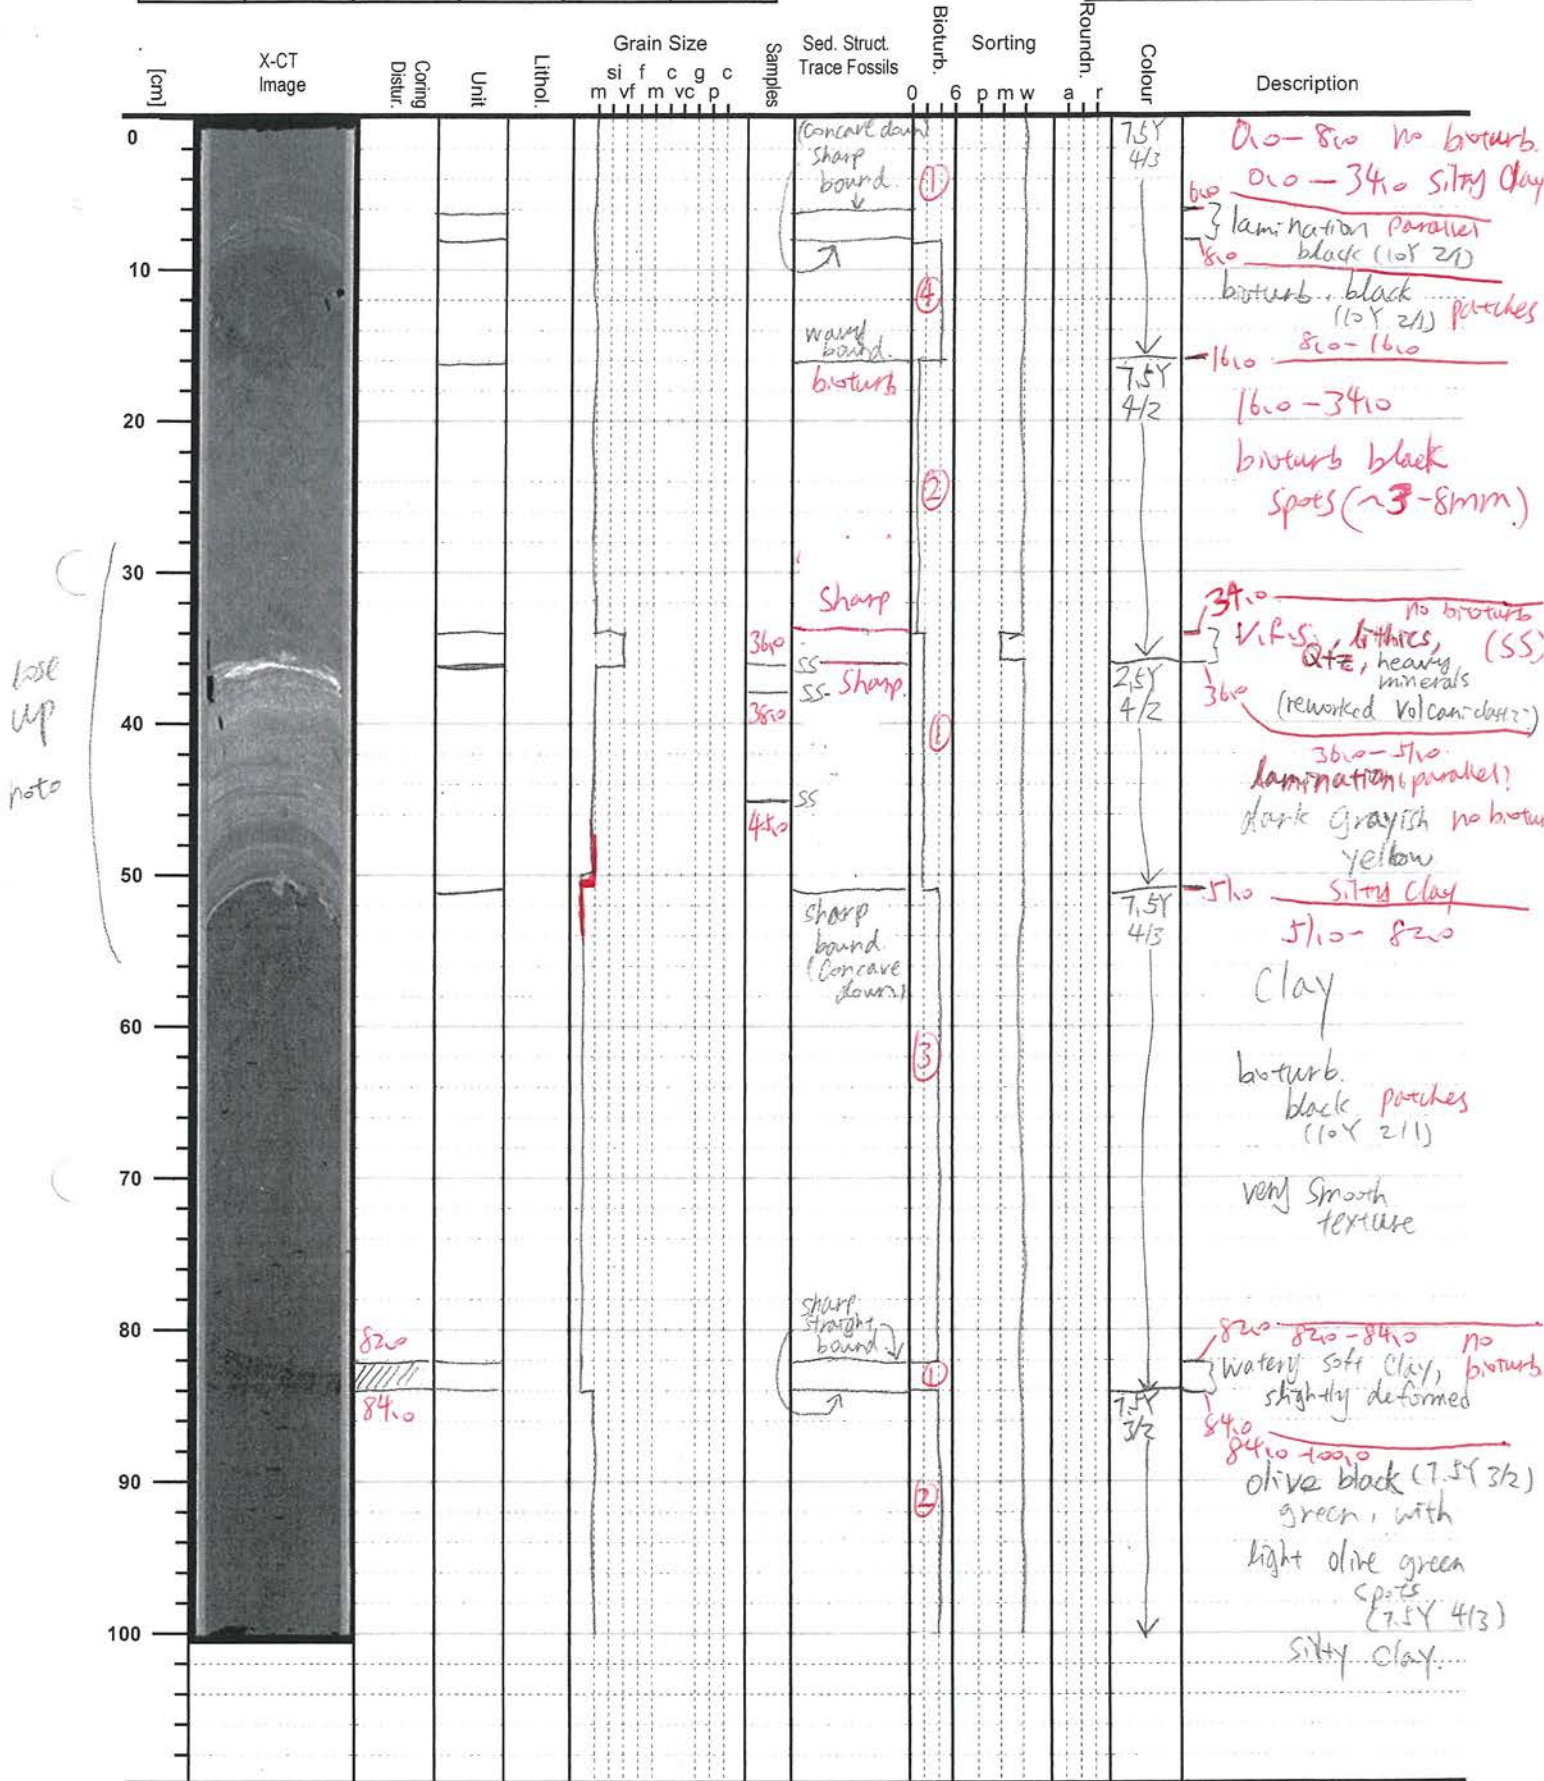 [cm]
X-CT
Image
Coring
Distur.
Unit
Lithol.
Grain Size
si f c g c
m vf m vc p
Samples
Sed. Struct.
Trace Fossils
Bioturb.
0 6
Sorting
p m w
Roundn.
a r
Colour
Description
0
10
20
30
40
50
60
70
80
90
100
up
82.0
84.0
36.0
38.0
45.0
(Concave down)
sharp
bound.
wavy
bound.
bioturb
Sharp
SS
SS Sharp.
SS
sharp
bound.
(Concave
down)
sharp
straight
bound.
1
4
2
1
3
1
2
7.5Y
4/3
7.5Y
4/2
2.5Y
4/2
7.5Y
4/3
7.5Y
3/2
0.0 – 8.0 no bioturb.
0.0 – 34.0 Silty Clay
6.0
lamination parallel
8.0 black (10Y 2/1)
bioturb. black
(10Y 2/1) patches
8.0 – 16.0
16.0
16.0 – 34.0
bioturb black
spots (~3-8mm)
34.0
no bioturb
V.f.S., lithics, (SS)
Qtz, heavy
minerals
36.0
(reworked Volcaniclastic?)
36.0 – 51.0
lamination parallel
dark grayish no biotur
yellow
51.0 Silty Clay
51.0 – 82.0
Clay
bioturb.
black patches
(10Y 2/1)
very smooth
texture
82.0 82.0 – 84.0 no
watery soft clay, bioturb
slightly deformed
84.0
84.0 – 100.0
olive black (7.5Y 3/2)
green, with
light olive green
spots
(7.5Y 4/3)
silty clay.